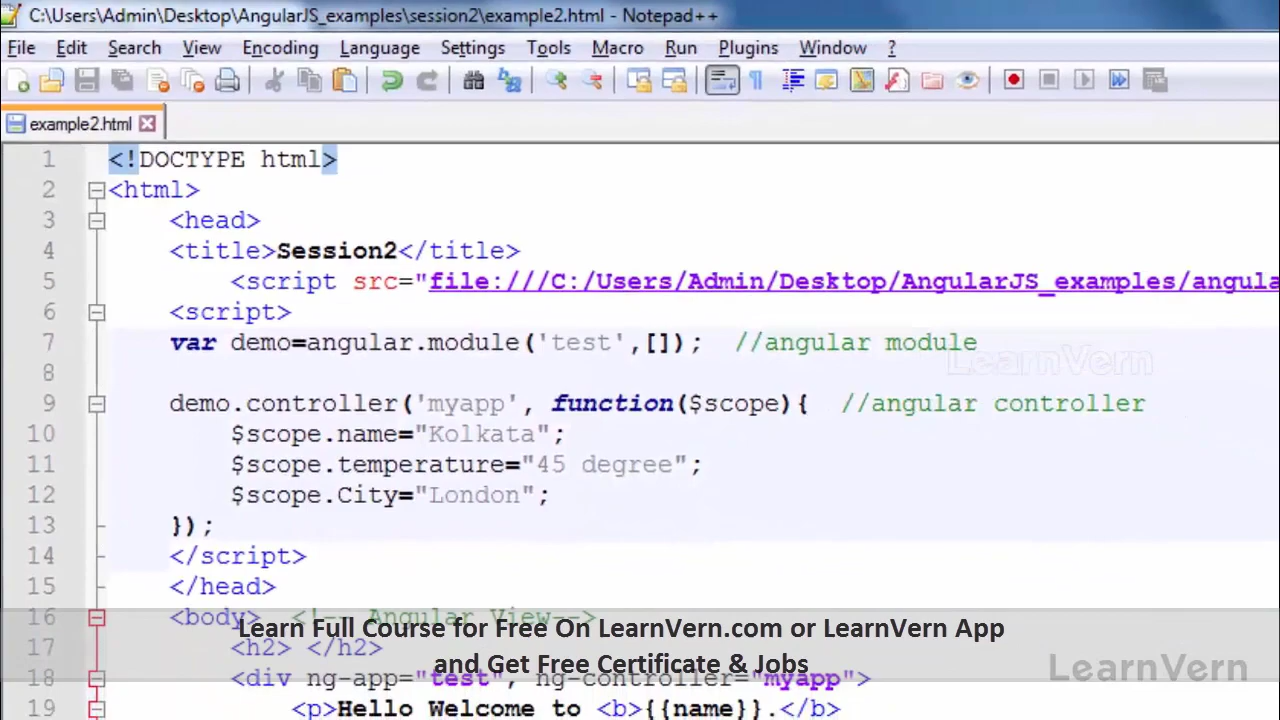 C:\Users\Admin\Desktop\AngularJS_examples\session2\example2.html - Notepad++
File Edit Search View Encoding Language Settings Tools Macro Run Plugins Window ?
example2.html
1 <!DOCTYPE html>
2 <html>
3 <head>
4 <title>Session2</title>
5 <script src="file:///C:/Users/Admin/Desktop/AngularJS_examples/angula
6 <script>
7 var demo=angular.module('test',[]); //angular module
LearnVern
8
9 demo.controller('myapp', function($scope){ //angular controller
10 $scope.name="Kolkata";
11 $scope.temperature="45 degree";
12 $scope.City="London";
13 });
14 </script>
15 </head>
16 <body> <!-- Angular View-->
Learn Full Course for Free On LearnVern.com or LearnVern App
17 <h2> </h2>
and Get Free Certificate & Jobs
LearnVern
18 <div ng-app="test", ng-controller="myapp">
19 <p>Hello Welcome to <b>{{name}}.</b>